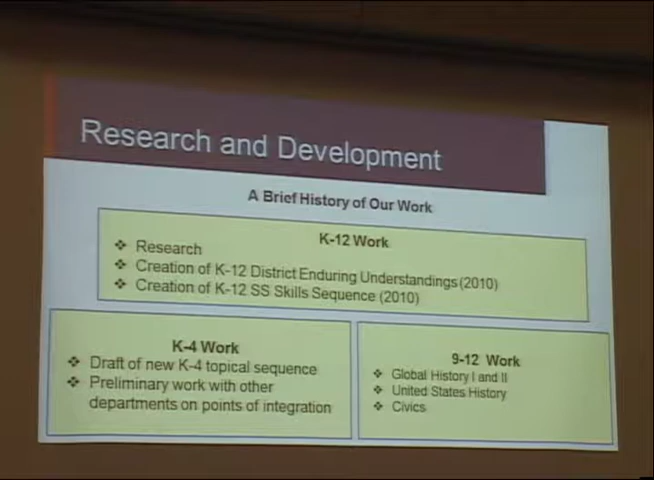 Research and Development
A Brief History of Our Work
K-12 Work
❖ Research
❖ Creation of K-12 District Enduring Understandings (2010)
❖ Creation of K-12 SS Skills Sequence (2010)
K-4 Work
❖ Draft of new K-4 topical sequence
❖ Preliminary work with other
departments on points of integration
9-12 Work
❖ Global History I and II
❖ United States History
❖ Civics